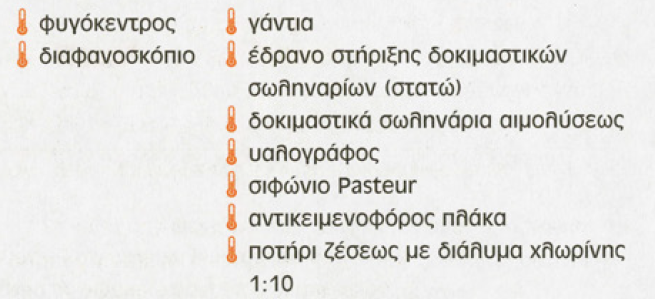 φυγόκεντρος
διαφανοσκόπιο
γάντια
έδρανο στήριξης δοκιμαστικών
σωληναρίων (στατώ)
δοκιμαστικά σωληνάρια αιμολύσεως
υαλογράφος
σιφώνιο Pasteur
αντικειμενοφόρος πλάκα
ποτήρι ζέσεως με διάλυμα χλωρίνης
1:10